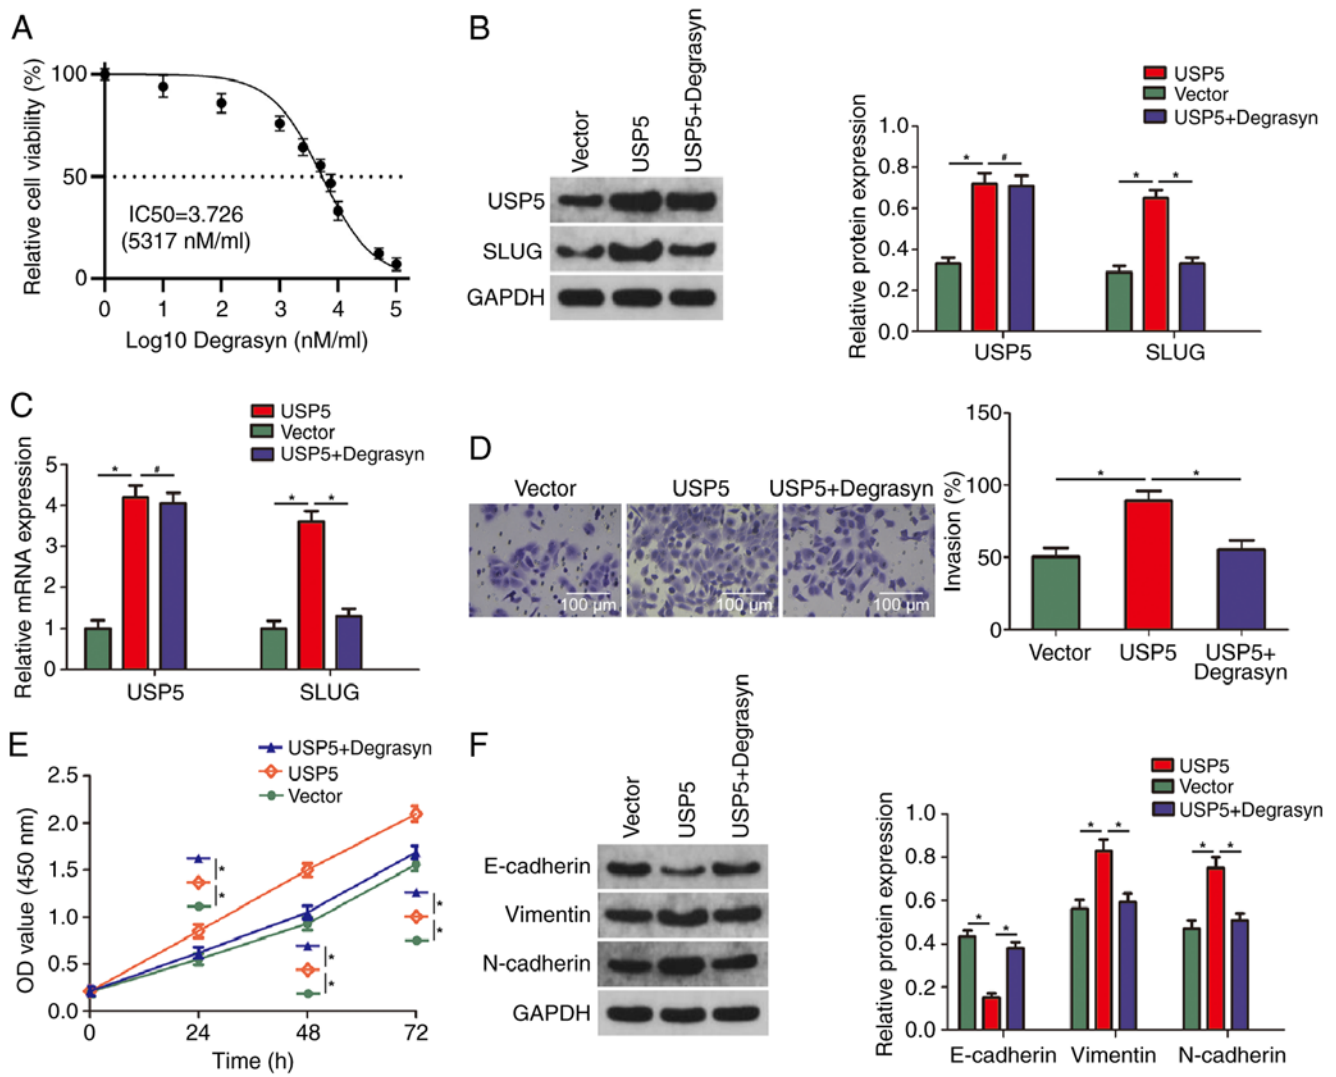 A
Relative cell viability (%)
100
50
0
IC50=3.726
(5317 nM/ml)
0 1 2 3 4 5
Log10 Degrasyn (nM/ml)
B
Vector
USP5
USP5+Degrasyn
USP5
SLUG
GAPDH
USP5
Vector
USP5+Degrasyn
Relative protein expression
1.0
0.8
0.6
0.4
0.2
0.0
* #
* *
USP5 SLUG
C
USP5
Vector
USP5+Degrasyn
Relative mRNA expression
5
4
3
2
1
0
* #
* *
USP5 SLUG
D
Vector USP5 USP5+Degrasyn
100 µm 100 µm 100 µm
Invasion (%)
150
100
50
0
* *
Vector USP5 USP5+
Degrasyn
E
USP5+Degrasyn
USP5
Vector
OD value (450 nm)
2.5
2.0
1.5
1.0
0.5
0.0
*
*
*
*
*
*
0 24 48 72
Time (h)
F
Vector
USP5
USP5+Degrasyn
E-cadherin
Vimentin
N-cadherin
GAPDH
USP5
Vector
USP5+Degrasyn
Relative protein expression
1.0
0.8
0.6
0.4
0.2
0.0
* *
* *
* *
E-cadherin Vimentin N-cadherin